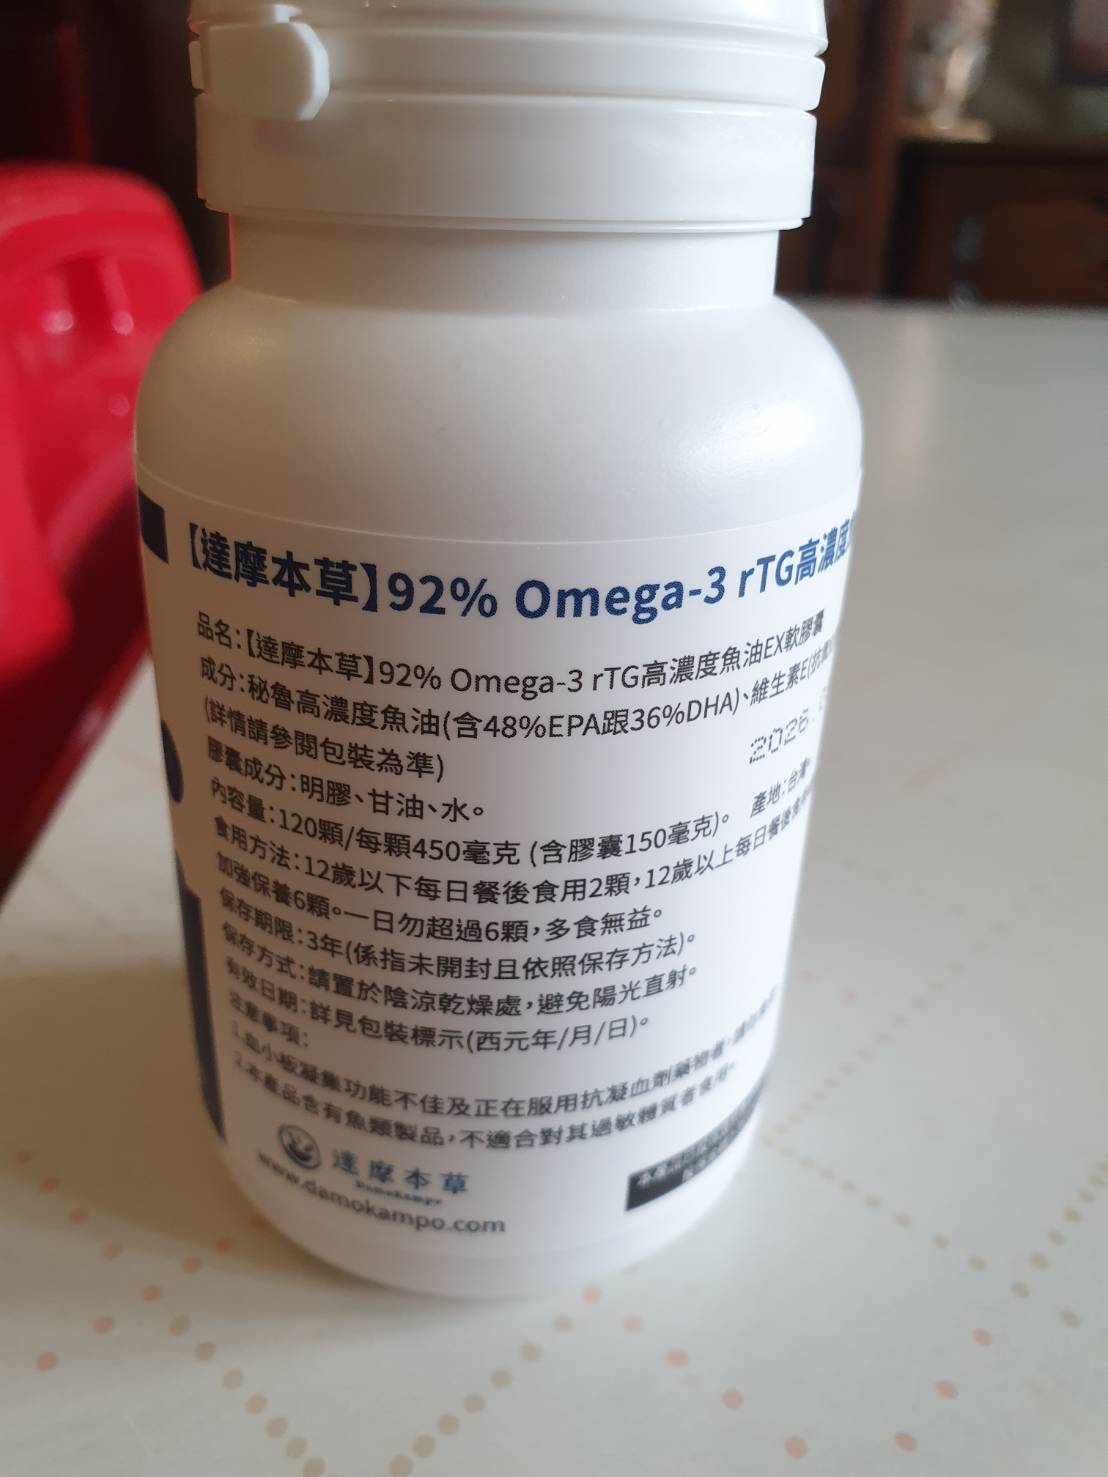 【達摩本草】92% Omega-3 rTG高濃度
品名:【達摩本草】92% Omega-3 rTG高濃度魚油EX軟膠囊
成分:秘魯高濃度魚油(含48%EPA跟36%DHA)、維生素E(抗
(詳情請參閱包裝為準)
2026.
膠囊成分:明膠、甘油、水。
內容量:120顆/每顆450毫克 (含膠囊150毫克)。 產地:台灣
食用方法:12歲以下每日餐後食用2顆,12歲以上每日餐後
加強保養6顆。一日勿超過6顆,多食無益。
保存期限:3年(係指未開封且依照保存方法)。
保存方式:請置於陰涼乾燥處,避免陽光直射。
有效日期:詳見包裝標示(西元年/月/日)。
注意事項:
1.血小板凝集功能不佳及正在服用抗凝血劑藥物者,
2.本產品含有魚類製品,不適合對其過敏體質者食用。
達摩本草
Damokampo
www.damokampo.com